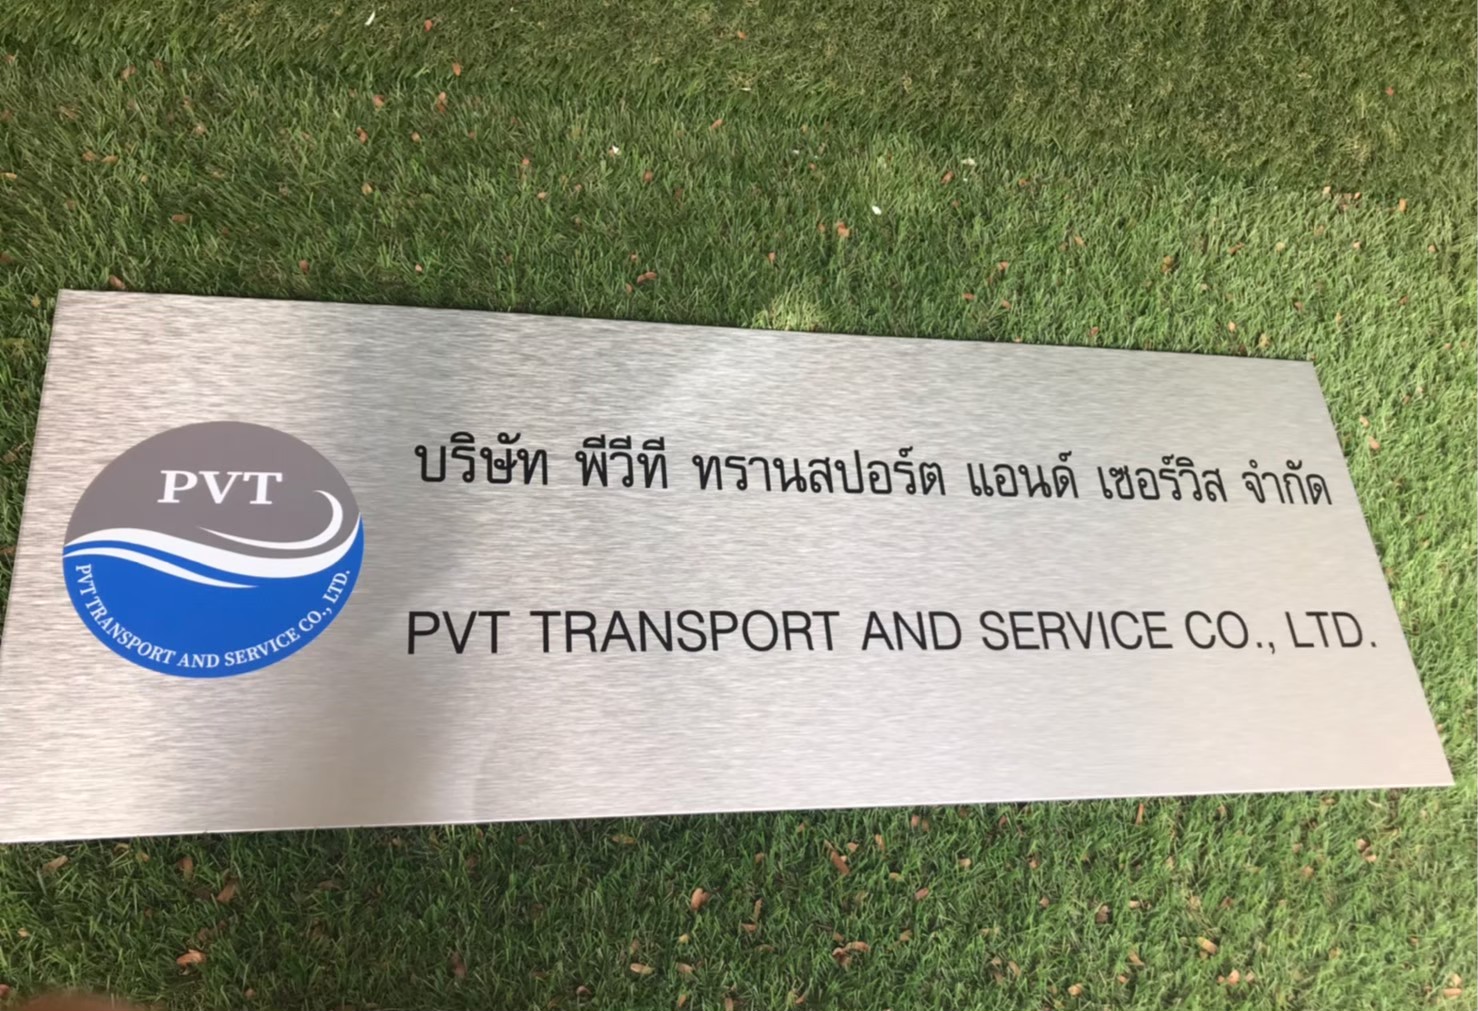 PVT
PVT TRANSPORT AND SERVICE CO., LTD.
บริษัท พีวีที ทรานสปอร์ต แอนด์ เซอร์วิส จำกัด
PVT TRANSPORT AND SERVICE CO., LTD.